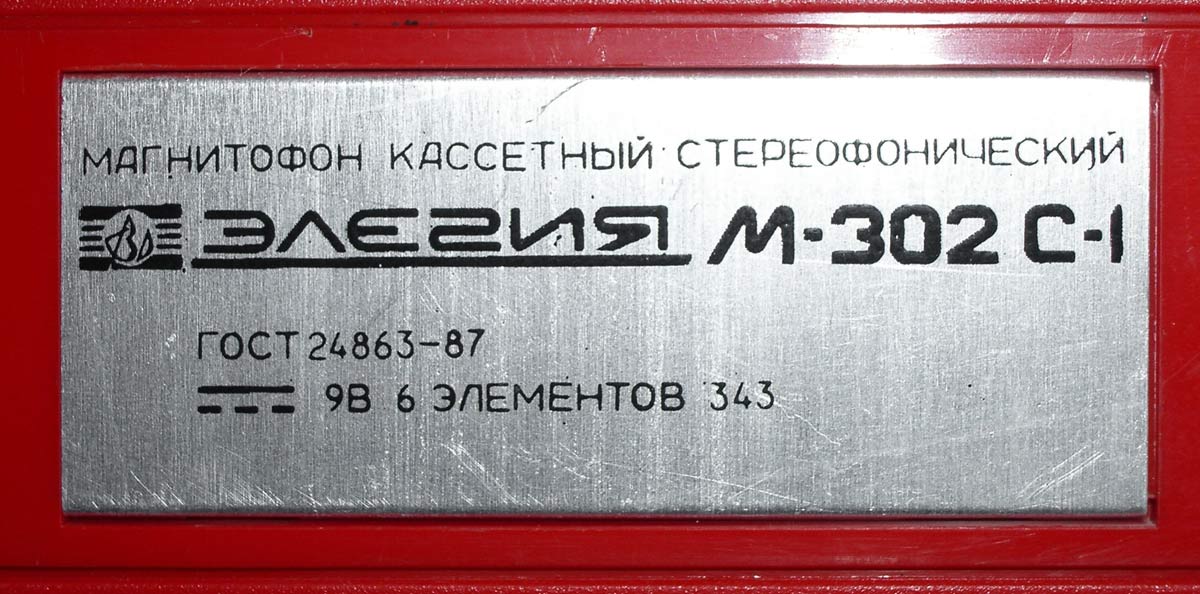 МАГНИТОФОН КАССЕТНЫЙ СТЕРЕОФОНИЧЕСКИЙ
ЭЛЕГИЯ М-302 С-1
ГОСТ 24863-87
9В 6 ЭЛЕМЕНТОВ 343